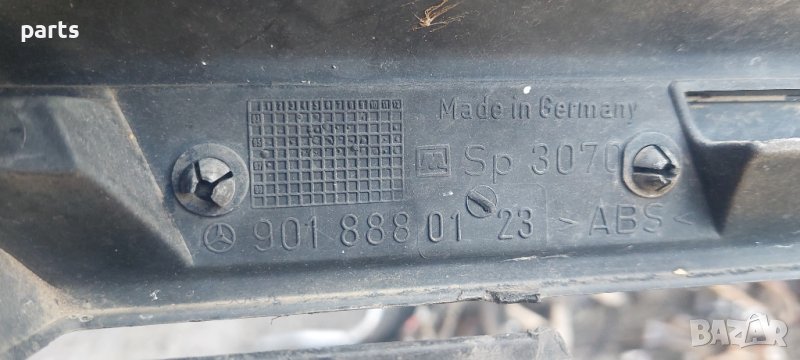 parts
Made in Germany
Sp 3070
901 888 01 23 > ABS <
BAZAR